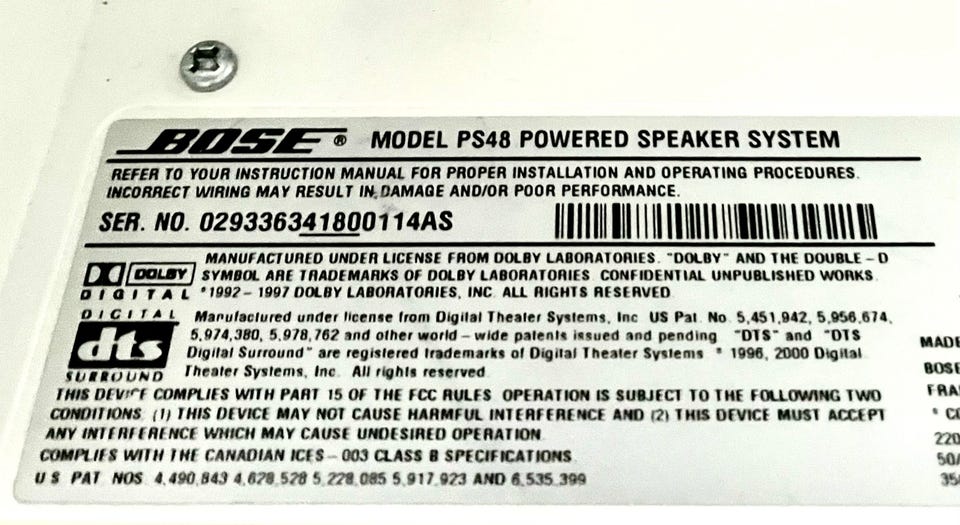 BOSE ® MODEL PS48 POWERED SPEAKER SYSTEM
REFER TO YOUR INSTRUCTION MANUAL FOR PROPER INSTALLATION AND OPERATING PROCEDURES.
INCORRECT WIRING MAY RESULT IN DAMAGE AND/OR POOR PERFORMANCE.
SER. NO. 029336341800114AS
DOLBY
DIGITAL
MANUFACTURED UNDER LICENSE FROM DOLBY LABORATORIES. "DOLBY" AND THE DOUBLE-D
SYMBOL ARE TRADEMARKS OF DOLBY LABORATORIES. CONFIDENTIAL UNPUBLISHED WORKS.
©1992-1997 DOLBY LABORATORIES, INC. ALL RIGHTS RESERVED.
DIGITAL
dts
SURROUND
Manufactured under license from Digital Theater Systems, Inc. US Pat. No. 5,451,942, 5,956,674,
5,974,380, 5,978,762 and other world-wide patents issued and pending. "DTS" and "DTS
Digital Surround" are registered trademarks of Digital Theater Systems © 1996, 2000 Digital
Theater Systems, Inc. All rights reserved.
THIS DEVICE COMPLIES WITH PART 15 OF THE FCC RULES. OPERATION IS SUBJECT TO THE FOLLOWING TWO
CONDITIONS. (1) THIS DEVICE MAY NOT CAUSE HARMFUL INTERFERENCE AND (2) THIS DEVICE MUST ACCEPT
ANY INTERFERENCE WHICH MAY CAUSE UNDESIRED OPERATION.
COMPLIES WITH THE CANADIAN ICES-003 CLASS B SPECIFICATIONS.
U S PAT NOS 4,490,843 4,628,528 5,228,085 5,917,923 AND 6,535,399
MADE
BOSE
FRA
© CO
220
50/
35